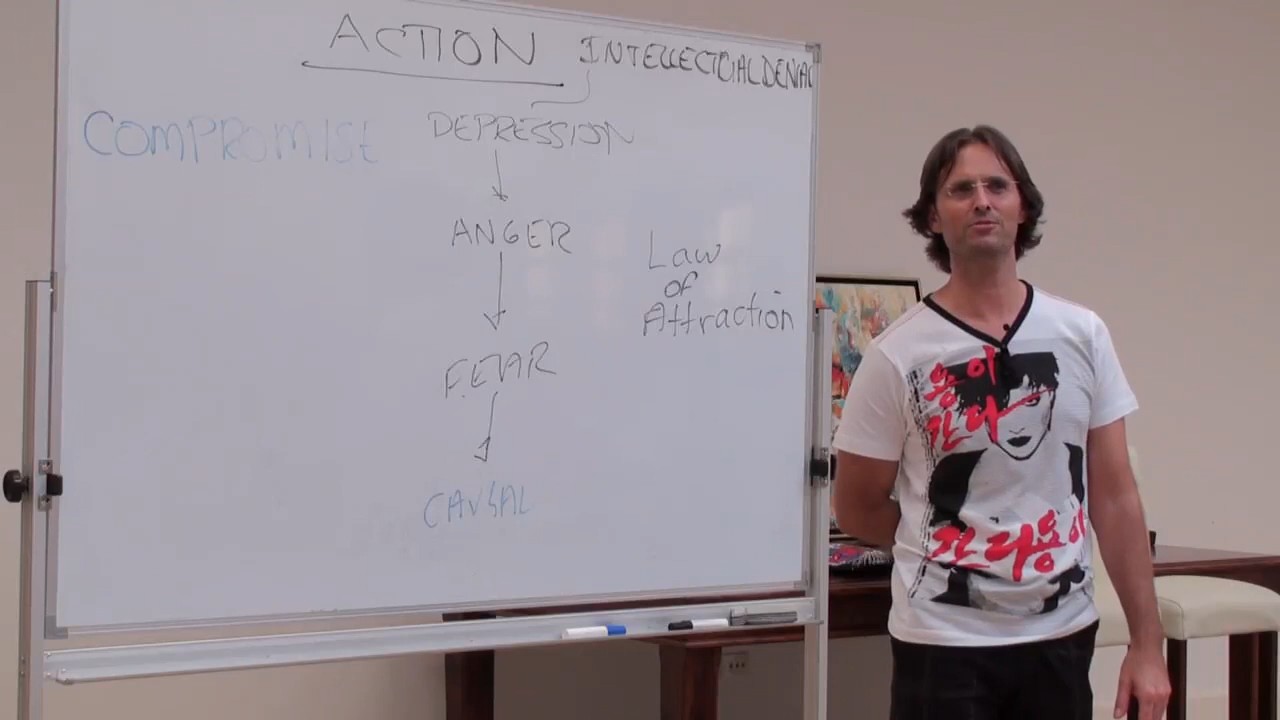 ACTION
INTELLECTUAL DENIAL
COMPROMISE
DEPRESSION
ANGER
Law
of
Attraction
FEAR
CAUSAL
용이
간다
간다용이